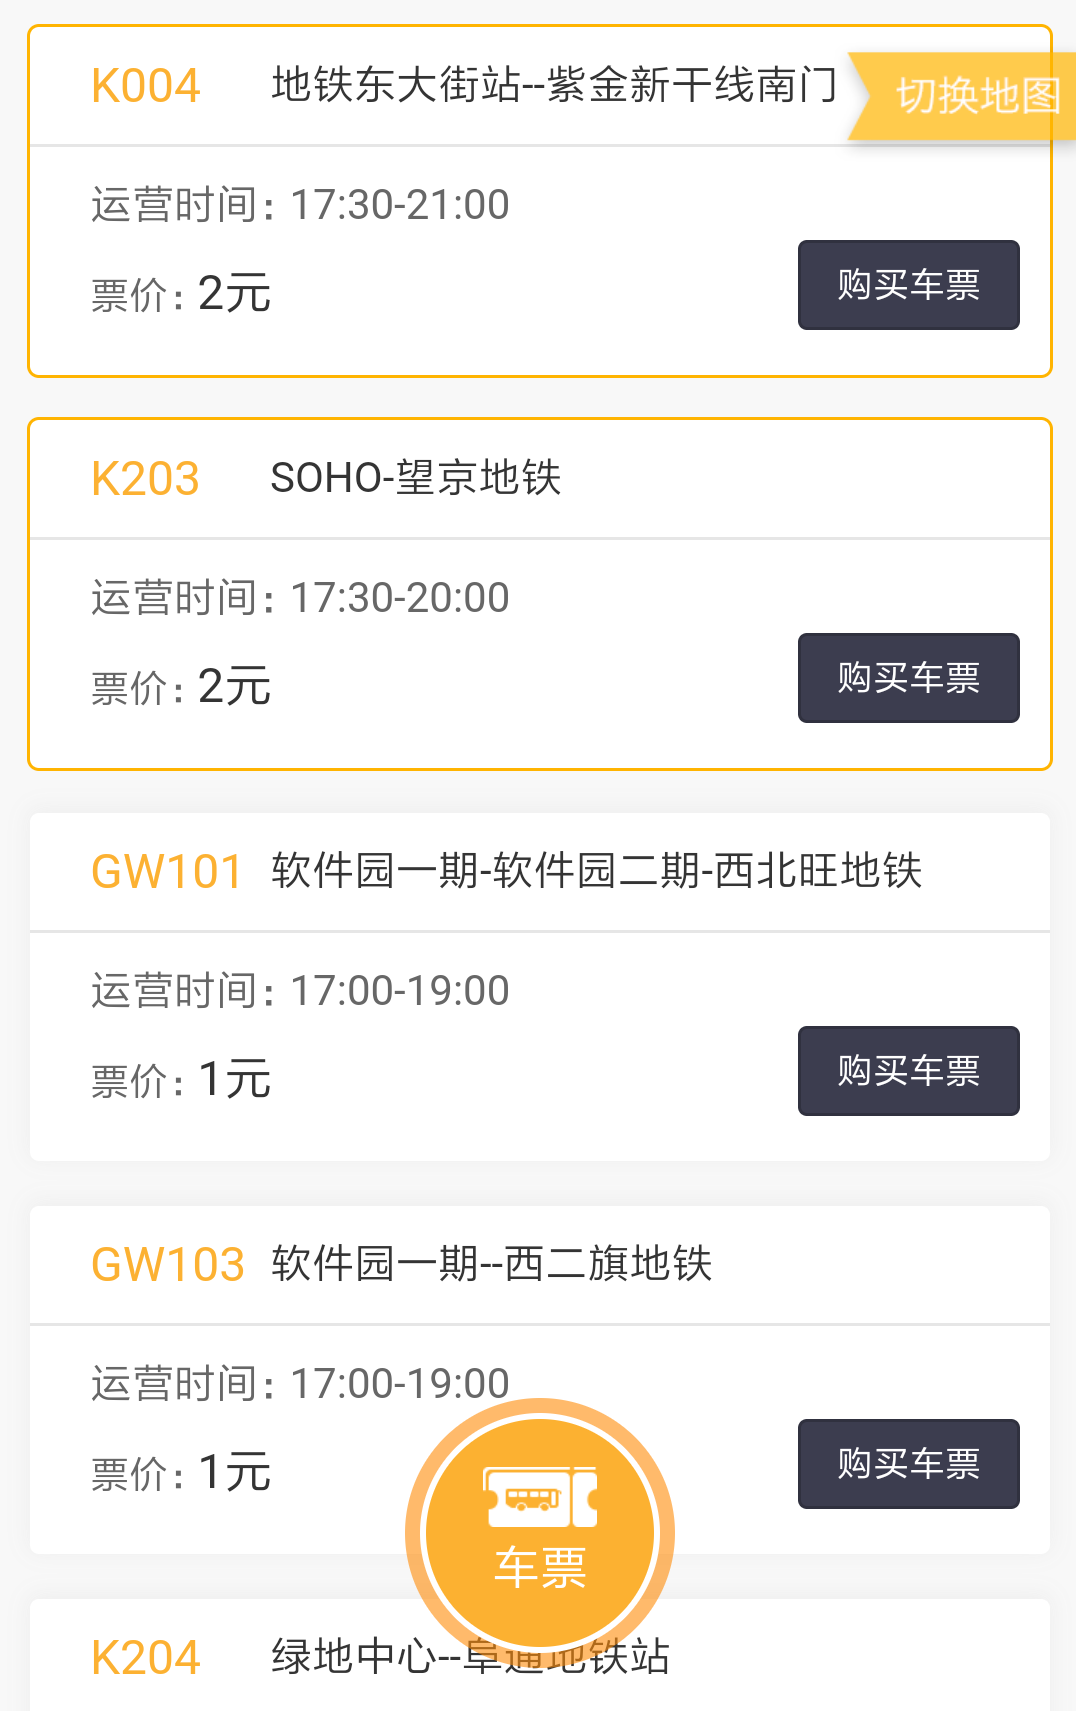 K004 地铁东大街站--紫金新干线南门
切换地图
运营时间: 17:30-21:00
票价: 2元
购买车票
K203 SOHO-望京地铁
运营时间: 17:30-20:00
票价: 2元
购买车票
GW101 软件园一期-软件园二期-西北旺地铁
运营时间: 17:00-19:00
票价: 1元
购买车票
GW103 软件园一期--西二旗地铁
运营时间: 17:00-19:00
票价: 1元
购买车票
车票
K204 绿地中心--阜通地铁站